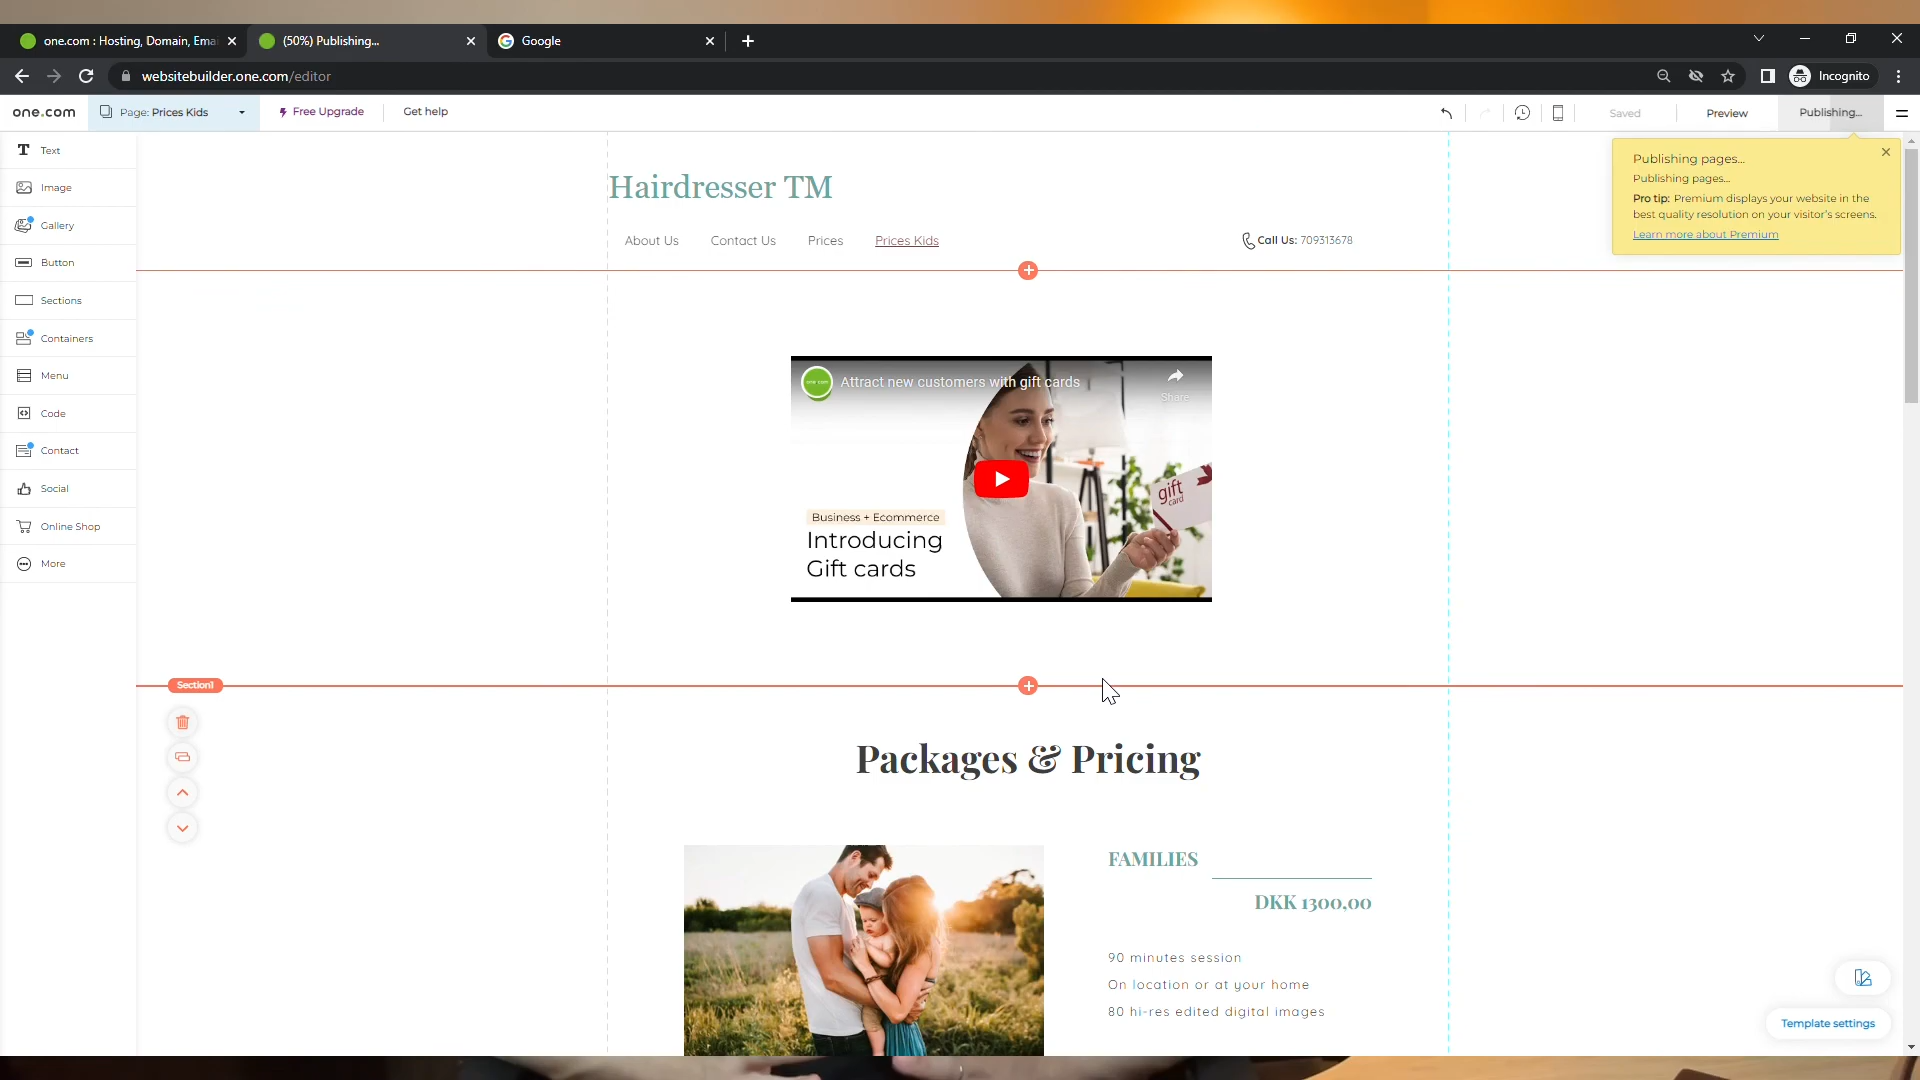 one.com : Hosting, Domain, Emai
(50%) Publishing...
Google
websitebuilder.one.com/editor
Incognito
one.com
Page: Prices Kids
Free Upgrade
Get help
Saved
Preview
Publishing...
Text
Image
Gallery
Button
Sections
Containers
Menu
Code
Contact
Social
Online Shop
More
Publishing pages...
Publishing pages...
Pro tip: Premium displays your website in the
best quality resolution on your visitor's screens.
Learn more about Premium
Hairdresser TM
About Us
Contact Us
Prices
Prices Kids
Call Us: 709313678
one.com
Attract new customers with gift cards
Share
gift
card
Business + Ecommerce
Introducing
Gift cards
Section1
Packages & Pricing
FAMILIES
DKK 1300,00
90 minutes session
On location or at your home
80 hi-res edited digital images
Template settings